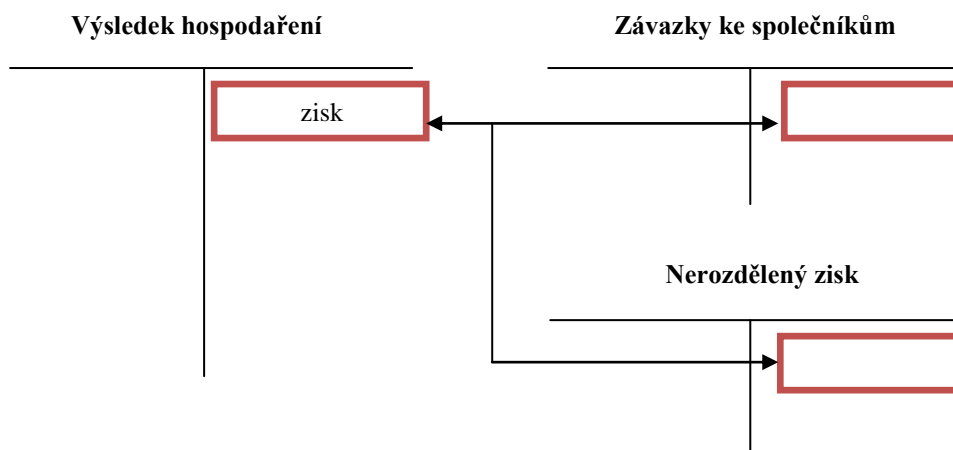 Výsledek hospodaření
Závazky ke společníkům
zisk
Nerozdělený zisk